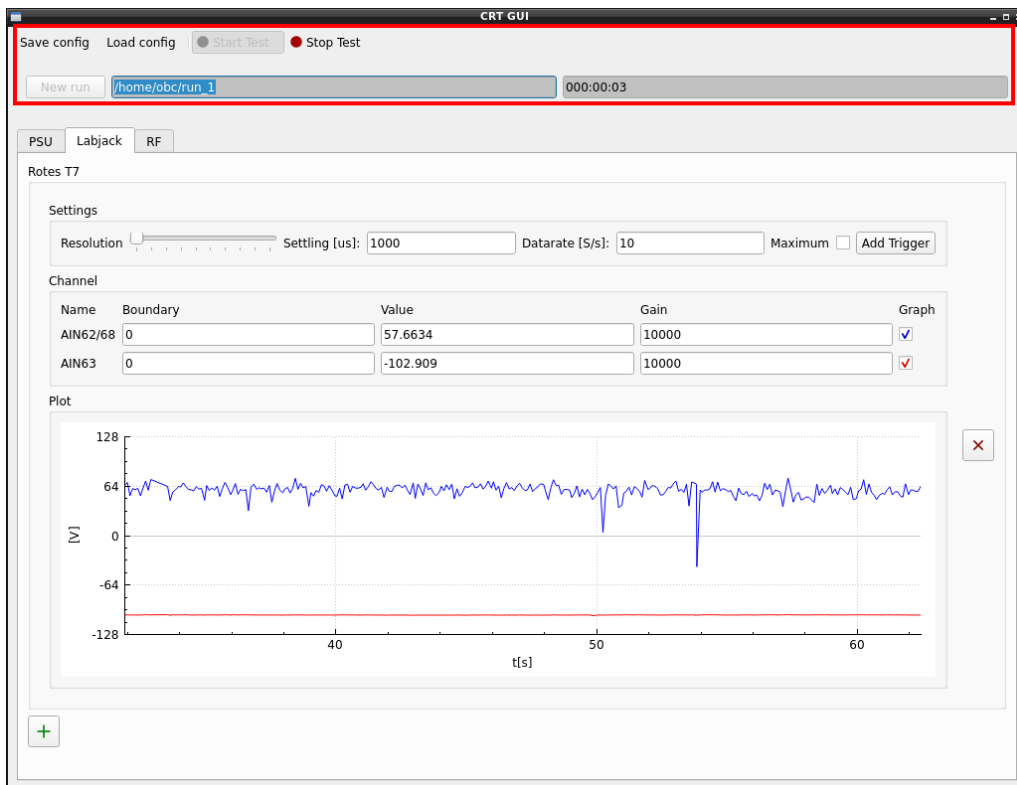 CRT GUI
Save config Load config Start Test Stop Test
New run /home/obc/run_1 000:00:03
PSU Labjack RF
Rotes T7
Settings
Resolution Settling [us]: 1000 Datarate [S/s]: 10 Maximum Add Trigger
Channel
Name Boundary Value Gain Graph
AIN62/68 0 57.6634 10000
AIN63 0 -102.909 10000
Plot
128
64
0
-64
-128
[V]
40 50 60
t[s]